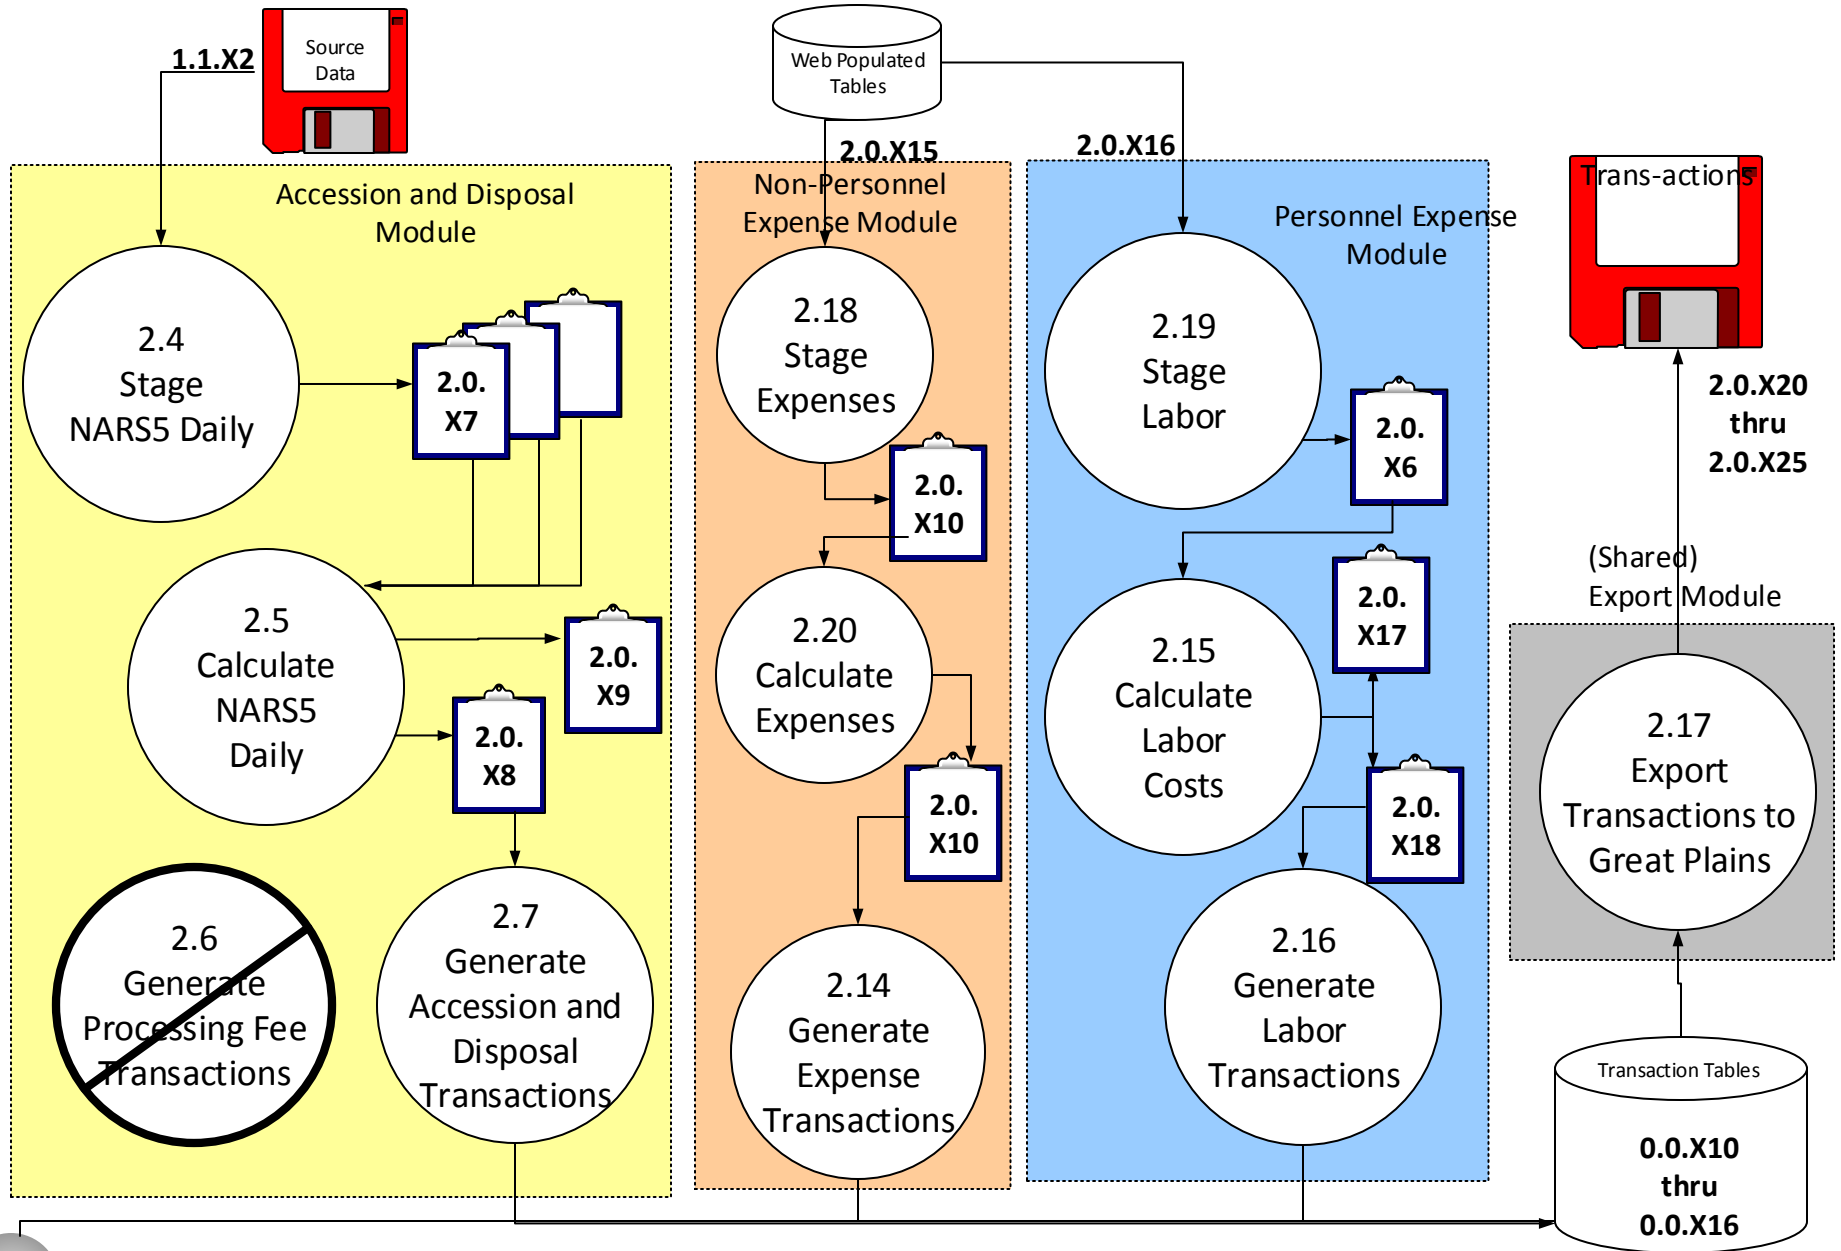 1.1.X2
Source
Data
Web Populated
Tables
2.0.X15
2.0.X16
Accession and Disposal
Module
2.4
Stage
NARS5 Daily
2.0.
X7
2.5
Calculate
NARS5
Daily
2.0.
X9
2.0.
X8
2.6
Generate
Processing Fee
Transactions
2.7
Generate
Accession and
Disposal
Transactions
Non-Personnel
Expense Module
2.18
Stage
Expenses
2.0.
X10
2.20
Calculate
Expenses
2.0.
X10
2.14
Generate
Expense
Transactions
Personnel Expense
Module
2.19
Stage
Labor
2.0.
X6
2.0.
X17
2.15
Calculate
Labor
Costs
2.0.
X18
2.16
Generate
Labor
Transactions
Trans-actions
2.0.X20
thru
2.0.X25
(Shared)
Export Module
2.17
Export
Transactions to
Great Plains
Transaction Tables
0.0.X10
thru
0.0.X16